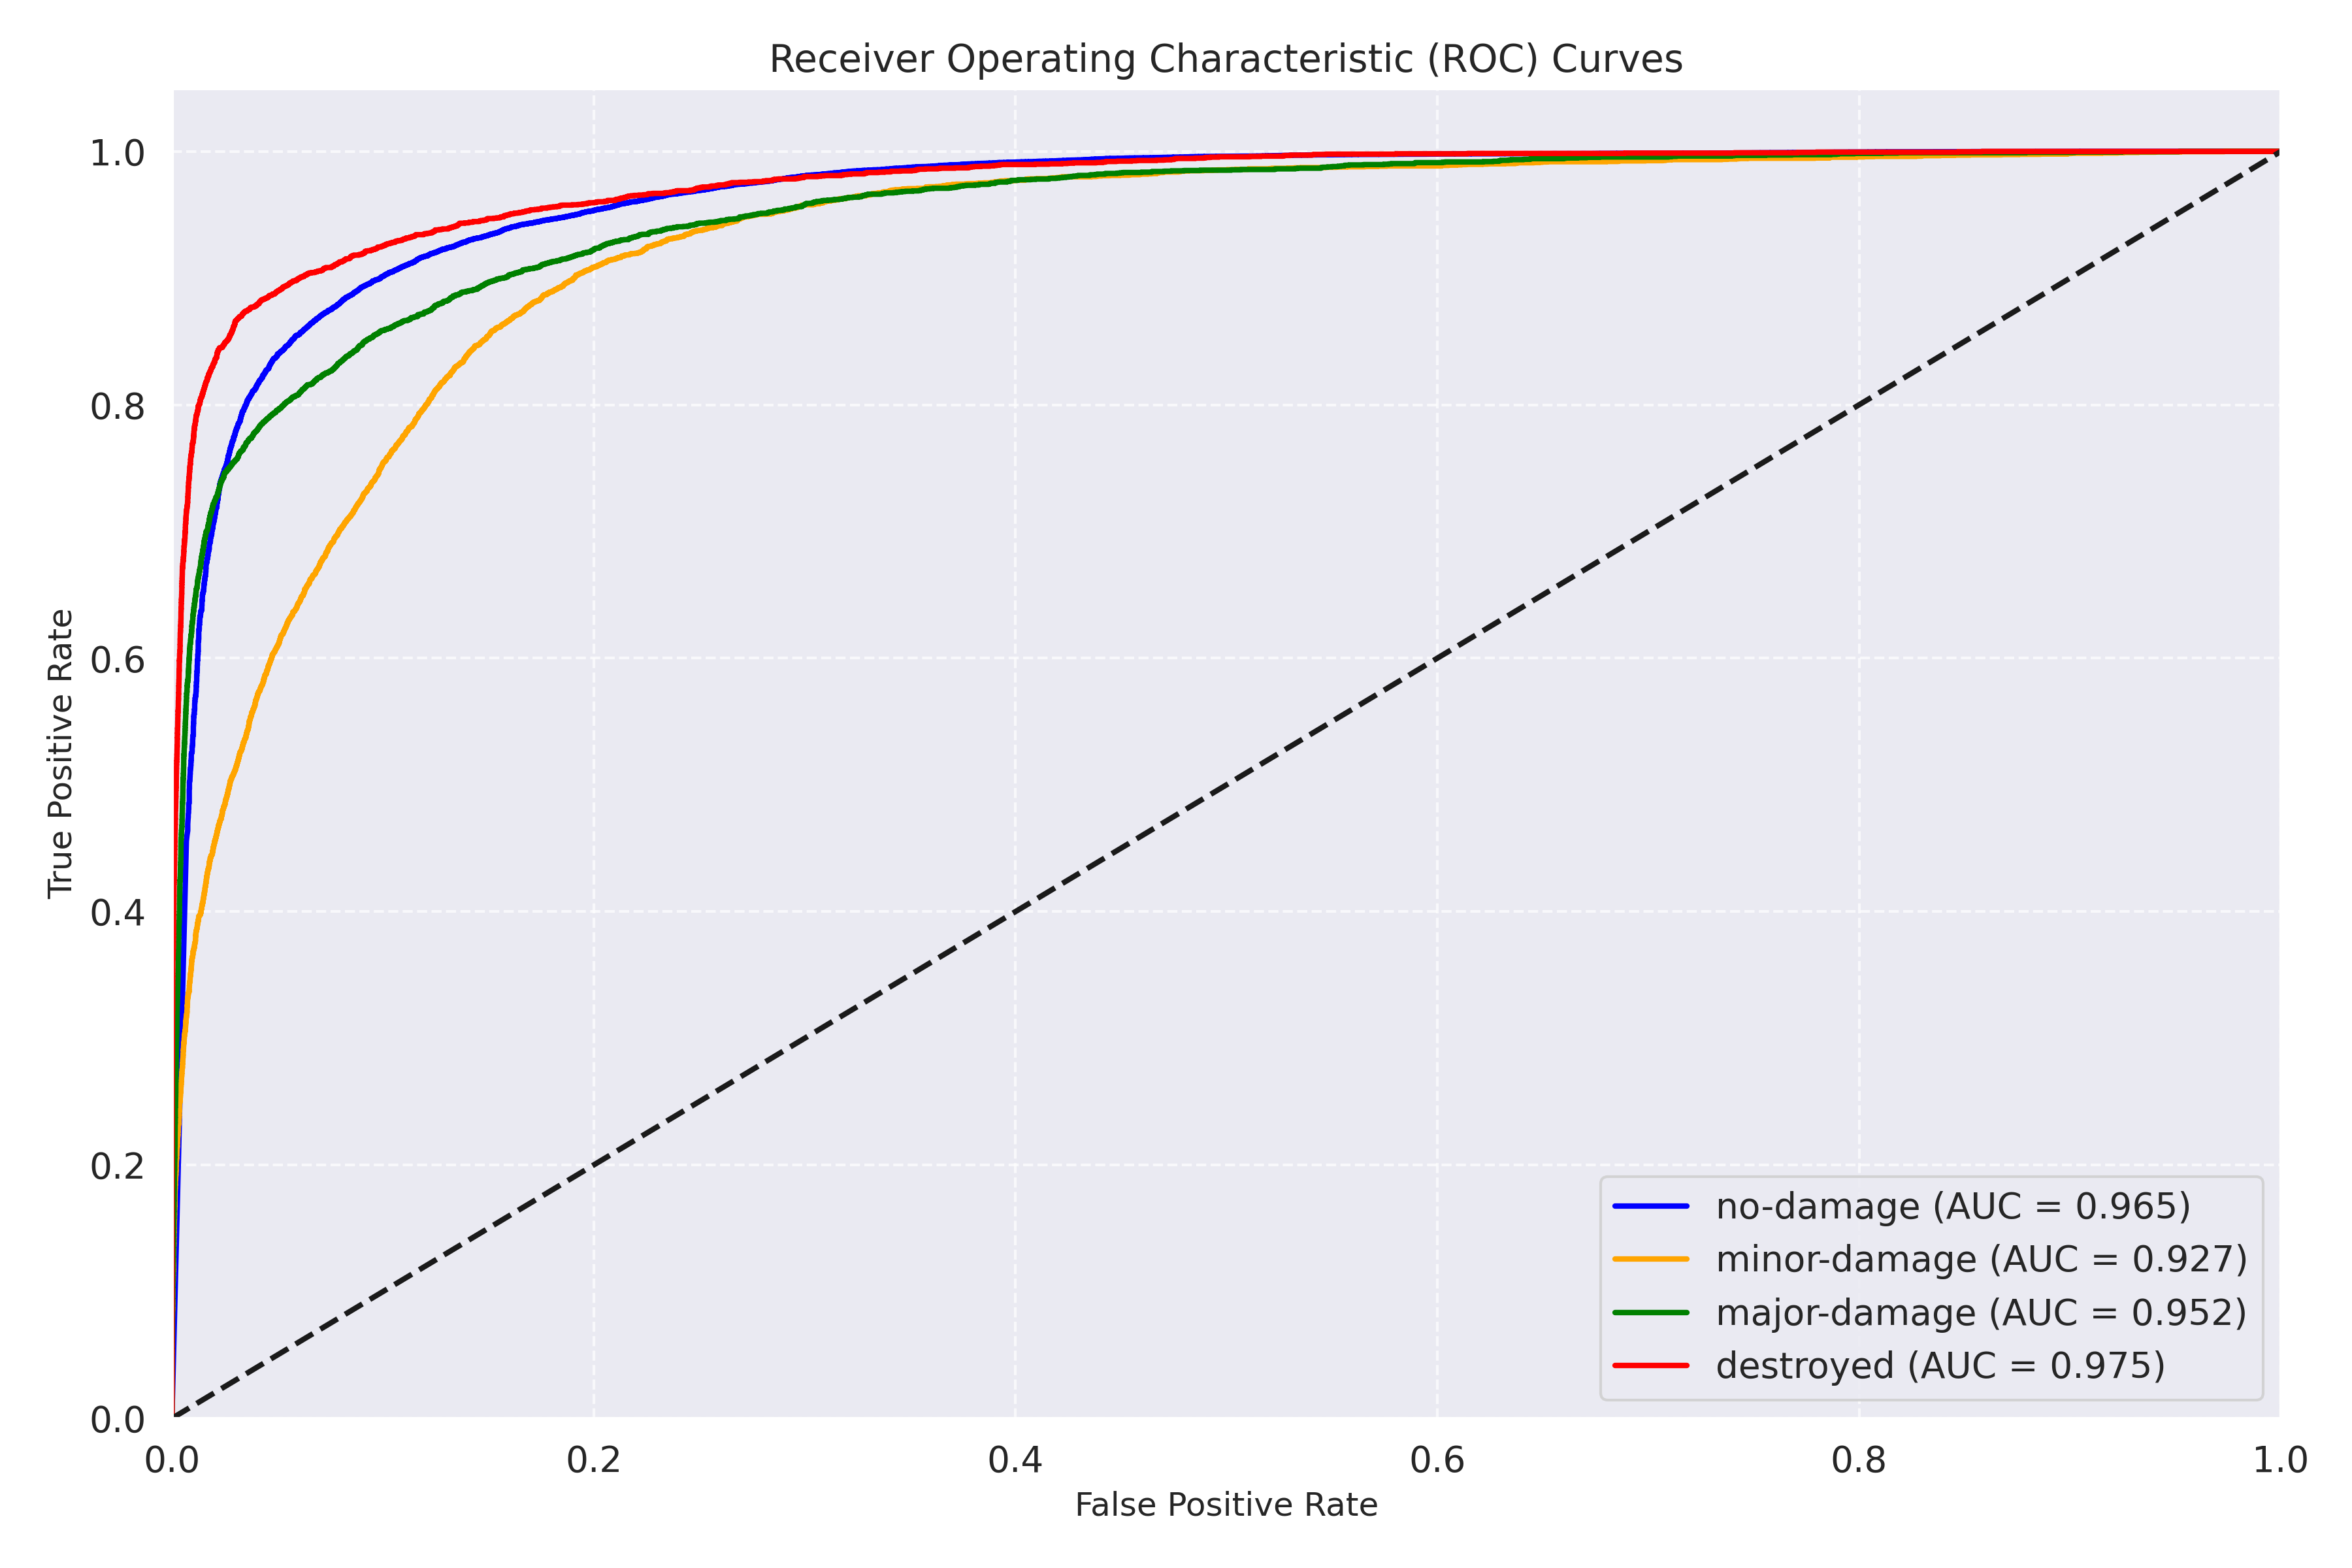 Receiver Operating Characteristic (ROC) Curves
1.0
0.8
0.6
0.4
0.2
0.0
True Positive Rate
0.0 0.2 0.4 0.6 0.8 1.0
False Positive Rate
no-damage (AUC = 0.965)
minor-damage (AUC = 0.927)
major-damage (AUC = 0.952)
destroyed (AUC = 0.975)